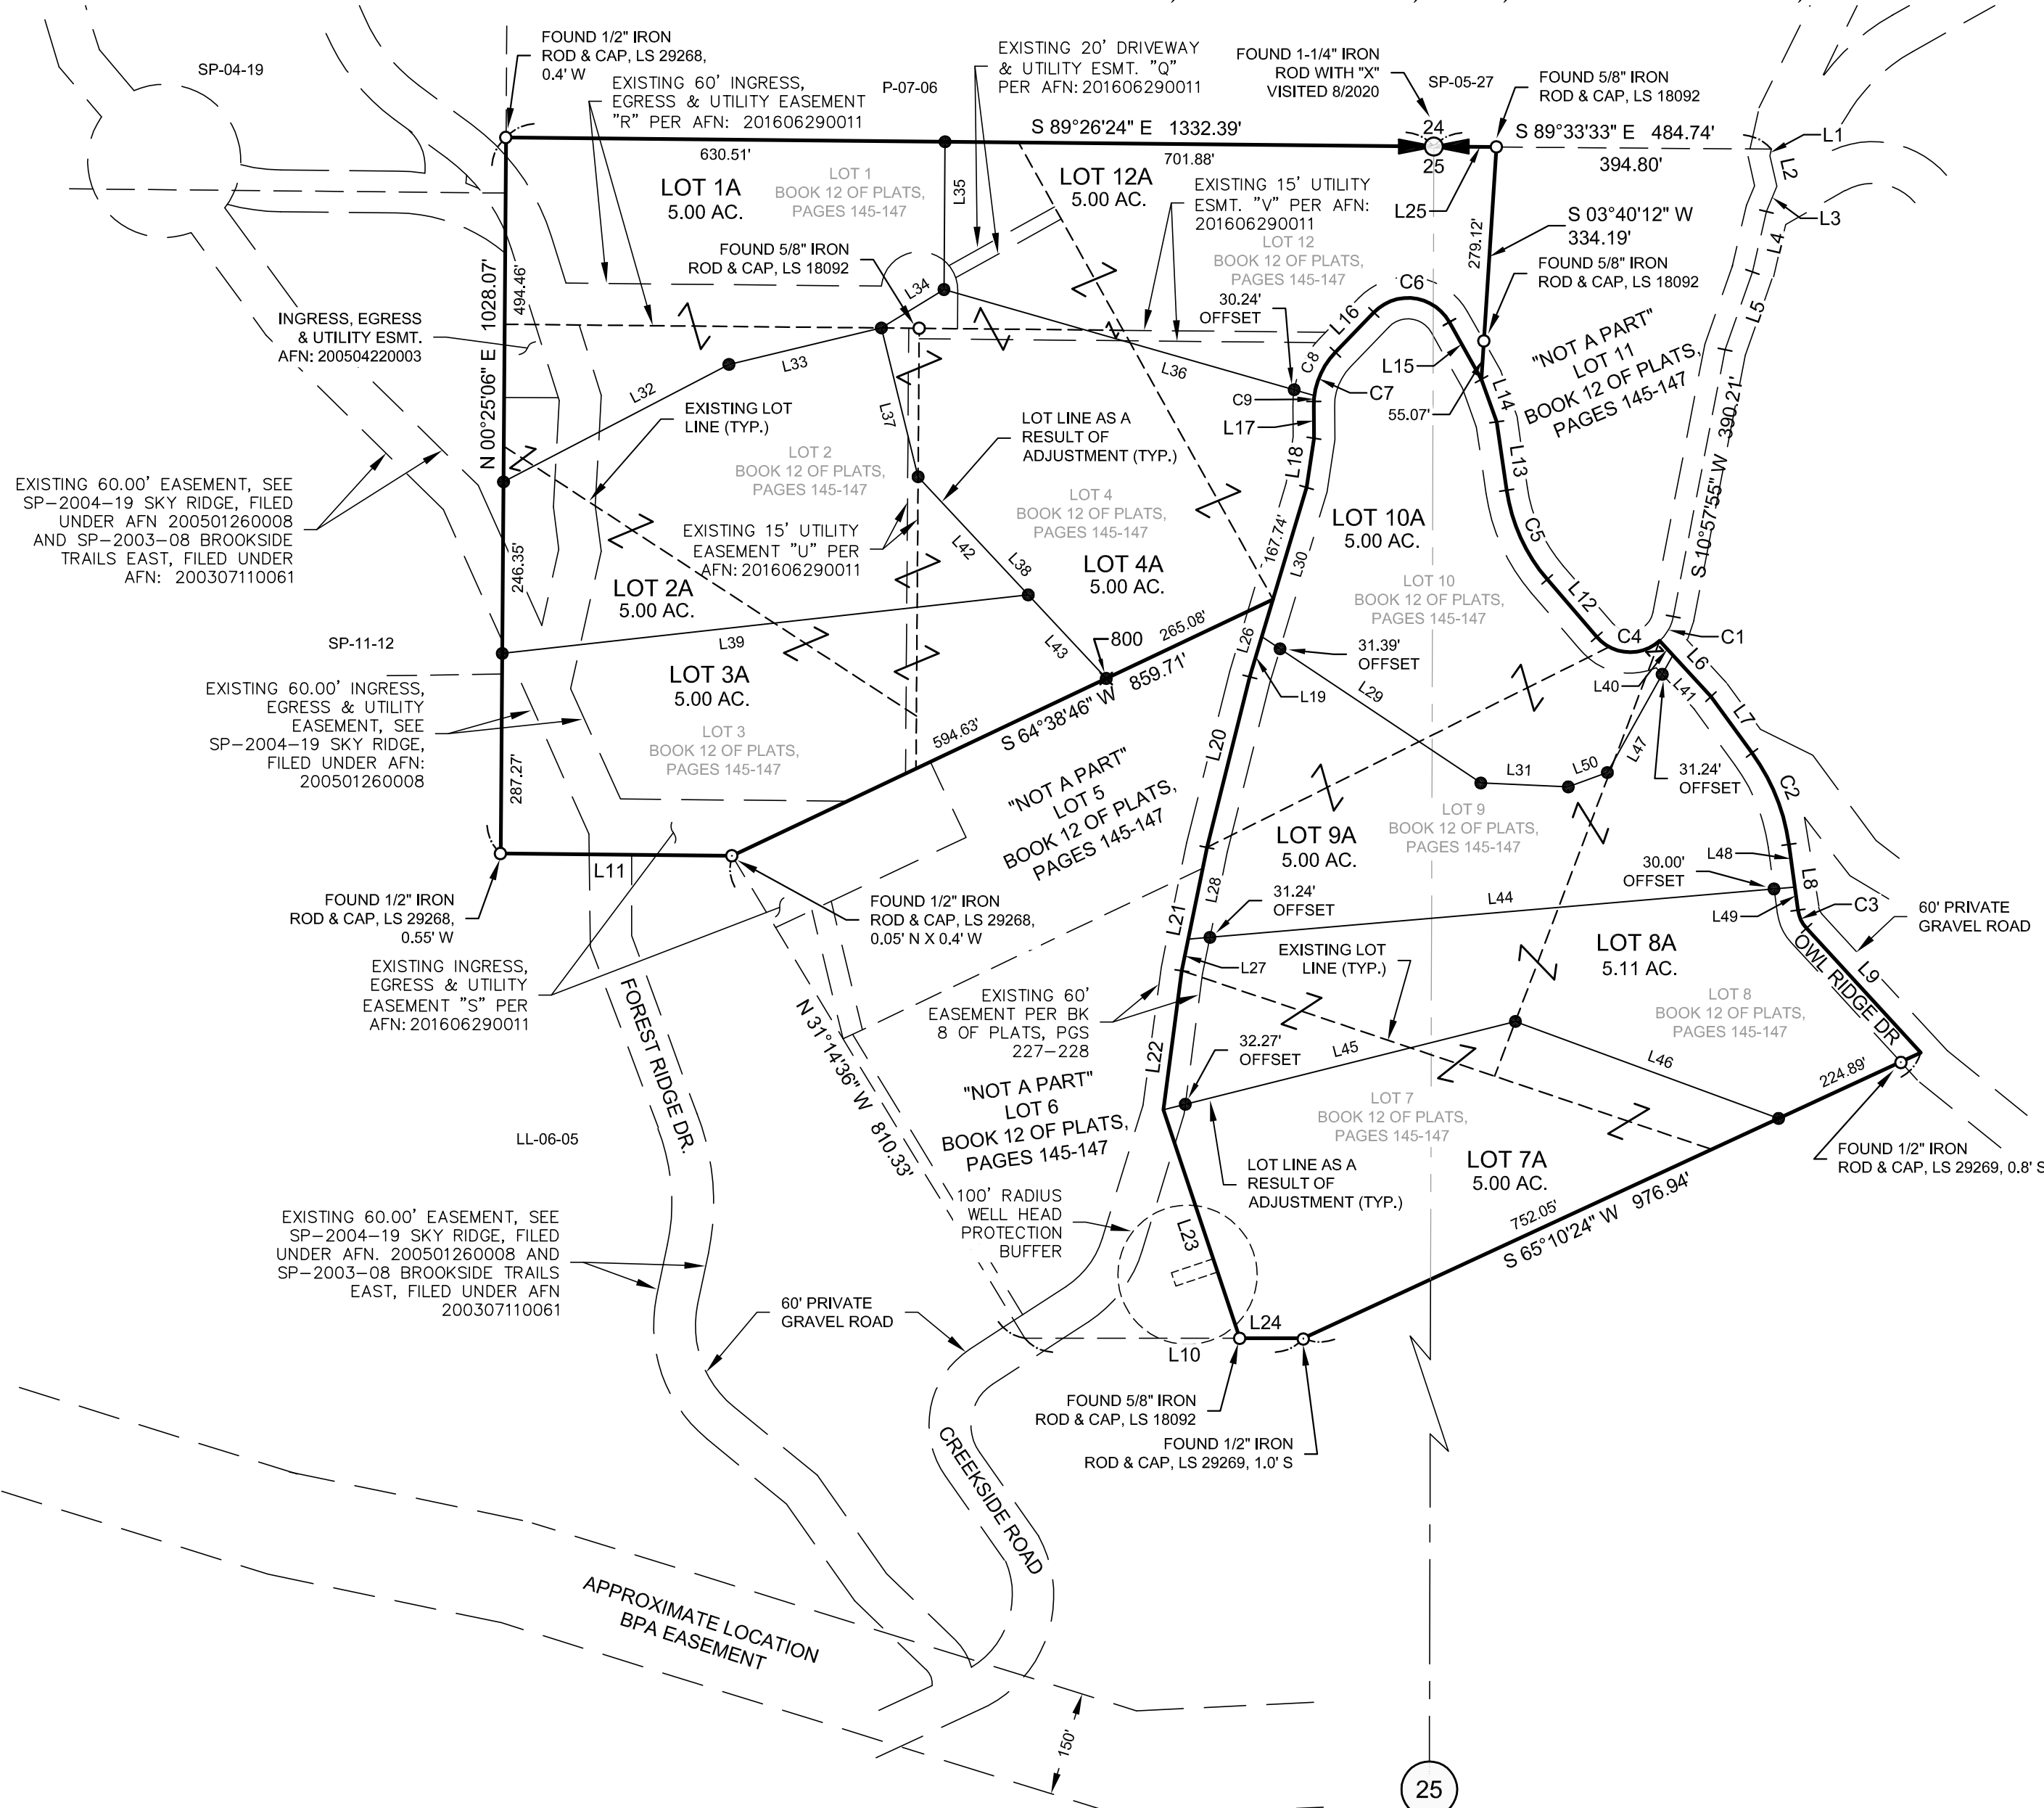 SP-04-19
FOUND 1/2" IRON
ROD & CAP, LS 29268,
0.4' W
EXISTING 60' INGRESS,
EGRESS & UTILITY EASEMENT
"R" PER AFN: 201606290011
P-07-06
EXISTING 20' DRIVEWAY
& UTILITY ESMT. "Q"
PER AFN: 201606290011
FOUND 1-1/4" IRON
ROD WITH "X"
VISITED 8/2020
SP-05-27
FOUND 5/8" IRON
ROD & CAP, LS 18092
24
25
S 89°26'24" E 1332.39'
630.51'
701.88'
S 89°33'33" E 484.74'
394.80'
L1
L2
L3
L4
L5
L25
279.12'
S 03°40'12" W
334.19'
FOUND 5/8" IRON
ROD & CAP, LS 18092
LOT 1A
5.00 AC.
LOT 1
BOOK 12 OF PLATS,
PAGES 145-147
L35
LOT 12A
5.00 AC.
EXISTING 15' UTILITY
ESMT. "V" PER AFN:
201606290011
LOT 12
BOOK 12 OF PLATS,
PAGES 145-147
FOUND 5/8" IRON
ROD & CAP, LS 18092
L34
30.24'
OFFSET
C6
L16
C8
C7
C9
L15
L17
L18
55.07'
L14
L13
C5
L12
C4
"NOT A PART"
LOT 11
BOOK 12 OF PLATS,
PAGES 145-147
S 10°57'55" W 390.21'
N 00°25'06" E 1028.07'
494.46'
INGRESS, EGRESS
& UTILITY ESMT.
AFN: 200504220003
L32
L33
L36
L37
EXISTING LOT
LINE (TYP.)
LOT LINE AS A
RESULT OF
ADJUSTMENT (TYP.)
LOT 2
BOOK 12 OF PLATS,
PAGES 145-147
LOT 4
BOOK 12 OF PLATS,
PAGES 145-147
EXISTING 60.00' EASEMENT, SEE
SP-2004-19 SKY RIDGE, FILED
UNDER AFN 200501260008
AND SP-2003-08 BROOKSIDE
TRAILS EAST, FILED UNDER
AFN: 200307110061
EXISTING 15' UTILITY
EASEMENT "U" PER
AFN: 201606290011
L42
L38
LOT 4A
5.00 AC.
LOT 10A
5.00 AC.
LOT 10
BOOK 12 OF PLATS,
PAGES 145-147
167.74'
L30
246.35'
LOT 2A
5.00 AC.
L39
L43
800
265.08'
L26
31.39'
OFFSET
L19
L29
C1
L6
L40
L41
L7
31.24'
OFFSET
L47
L50
L31
C2
SP-11-12
LOT 3A
5.00 AC.
EXISTING 60.00' INGRESS,
EGRESS & UTILITY
EASEMENT, SEE
SP-2004-19 SKY RIDGE,
FILED UNDER AFN:
200501260008
LOT 3
BOOK 12 OF PLATS,
PAGES 145-147
594.63'
S 64°38'46" W 859.71'
287.27'
L20
"NOT A PART"
LOT 5
BOOK 12 OF PLATS,
PAGES 145-147
LOT 9A
5.00 AC.
LOT 9
BOOK 12 OF PLATS,
PAGES 145-147
L48
L8
30.00'
OFFSET
L49
C3
60' PRIVATE
GRAVEL ROAD
L11
FOUND 1/2" IRON
ROD & CAP, LS 29268,
0.55' W
FOUND 1/2" IRON
ROD & CAP, LS 29268,
0.05' N X 0.4' W
L28
31.24'
OFFSET
L44
L21
L27
EXISTING LOT
LINE (TYP.)
LOT 8A
5.11 AC.
OWL RIDGE DR
L9
LOT 8
BOOK 12 OF PLATS,
PAGES 145-147
EXISTING INGRESS,
EGRESS & UTILITY
EASEMENT "S" PER
AFN: 201606290011
FOREST RIDGE DR.
N 31°14'36" W 810.33'
EXISTING 60'
EASEMENT PER BK
8 OF PLATS, PGS
227-228
L22
32.27'
OFFSET
L45
L46
224.89'
"NOT A PART"
LOT 6
BOOK 12 OF PLATS,
PAGES 145-147
LOT 7
BOOK 12 OF PLATS,
PAGES 145-147
LL-06-05
LOT 7A
5.00 AC.
FOUND 1/2" IRON
ROD & CAP, LS 29269, 0.8' S
LOT LINE AS A
RESULT OF
ADJUSTMENT (TYP.)
100' RADIUS
WELL HEAD
PROTECTION
BUFFER
L23
752.05'
S 65°10'24" W 976.94'
EXISTING 60.00' EASEMENT, SEE
SP-2004-19 SKY RIDGE, FILED
UNDER AFN. 200501260008 AND
SP-2003-08 BROOKSIDE TRAILS
EAST, FILED UNDER AFN
200307110061
60' PRIVATE
GRAVEL ROAD
L24
L10
FOUND 5/8" IRON
ROD & CAP, LS 18092
FOUND 1/2" IRON
ROD & CAP, LS 29269, 1.0' S
CREEKSIDE ROAD
APPROXIMATE LOCATION
BPA EASEMENT
150'
25